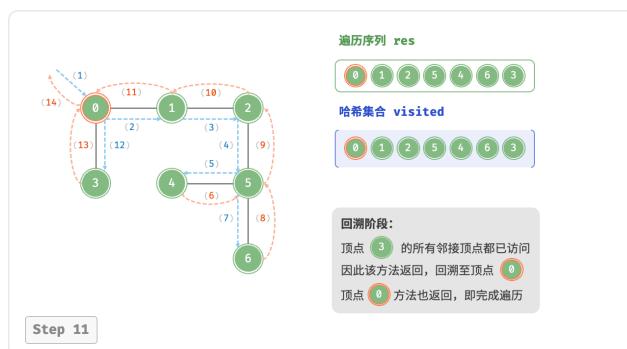 遍历序列 res
0 1 2 5 4 6 3
哈希集合 visited
0 1 2 5 4 6 3
(1)
(14)
(11)
(10)
0
1
2
(2)
(3)
(13)
(12)
(4)
(9)
(5)
3
4
5
(6)
(7)
(8)
6
回溯阶段：
顶点 3 的所有邻接顶点都已访问
因此该方法返回，回溯至顶点 0
顶点 0 方法也返回，即完成遍历
Step 11